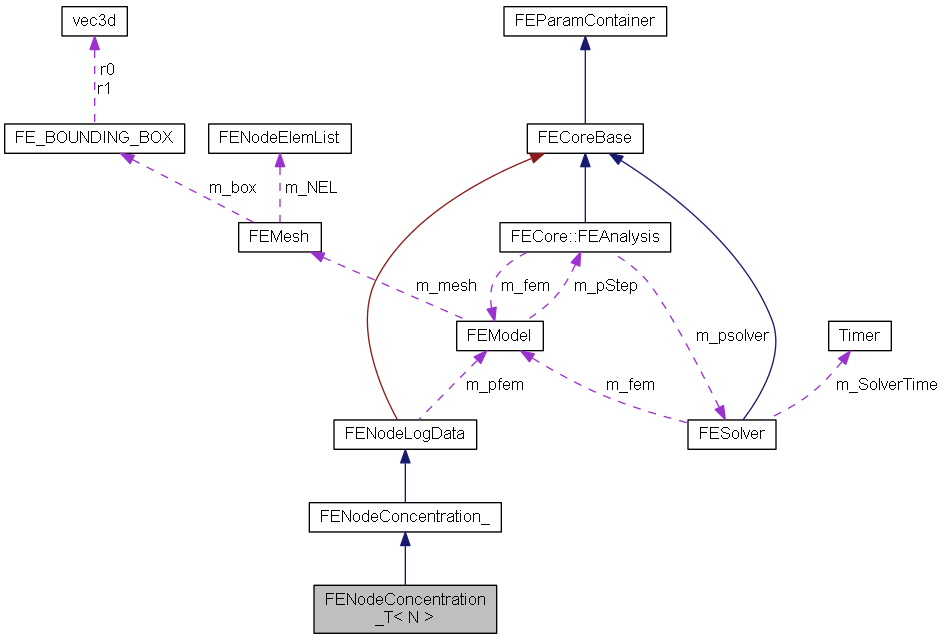 vec3d
FEParamContainer
r0
r1
FE_BOUNDING_BOX
FENodeElemList
FECoreBase
m_box
m_NEL
FEMesh
FECore::FEAnalysis
m_mesh
m_fem
m_pStep
FEModel
m_psolver
Timer
m_pfem
m_fem
m_SolverTime
FENodeLogData
FESolver
FENodeConcentration_
FENodeConcentration
_T< N >